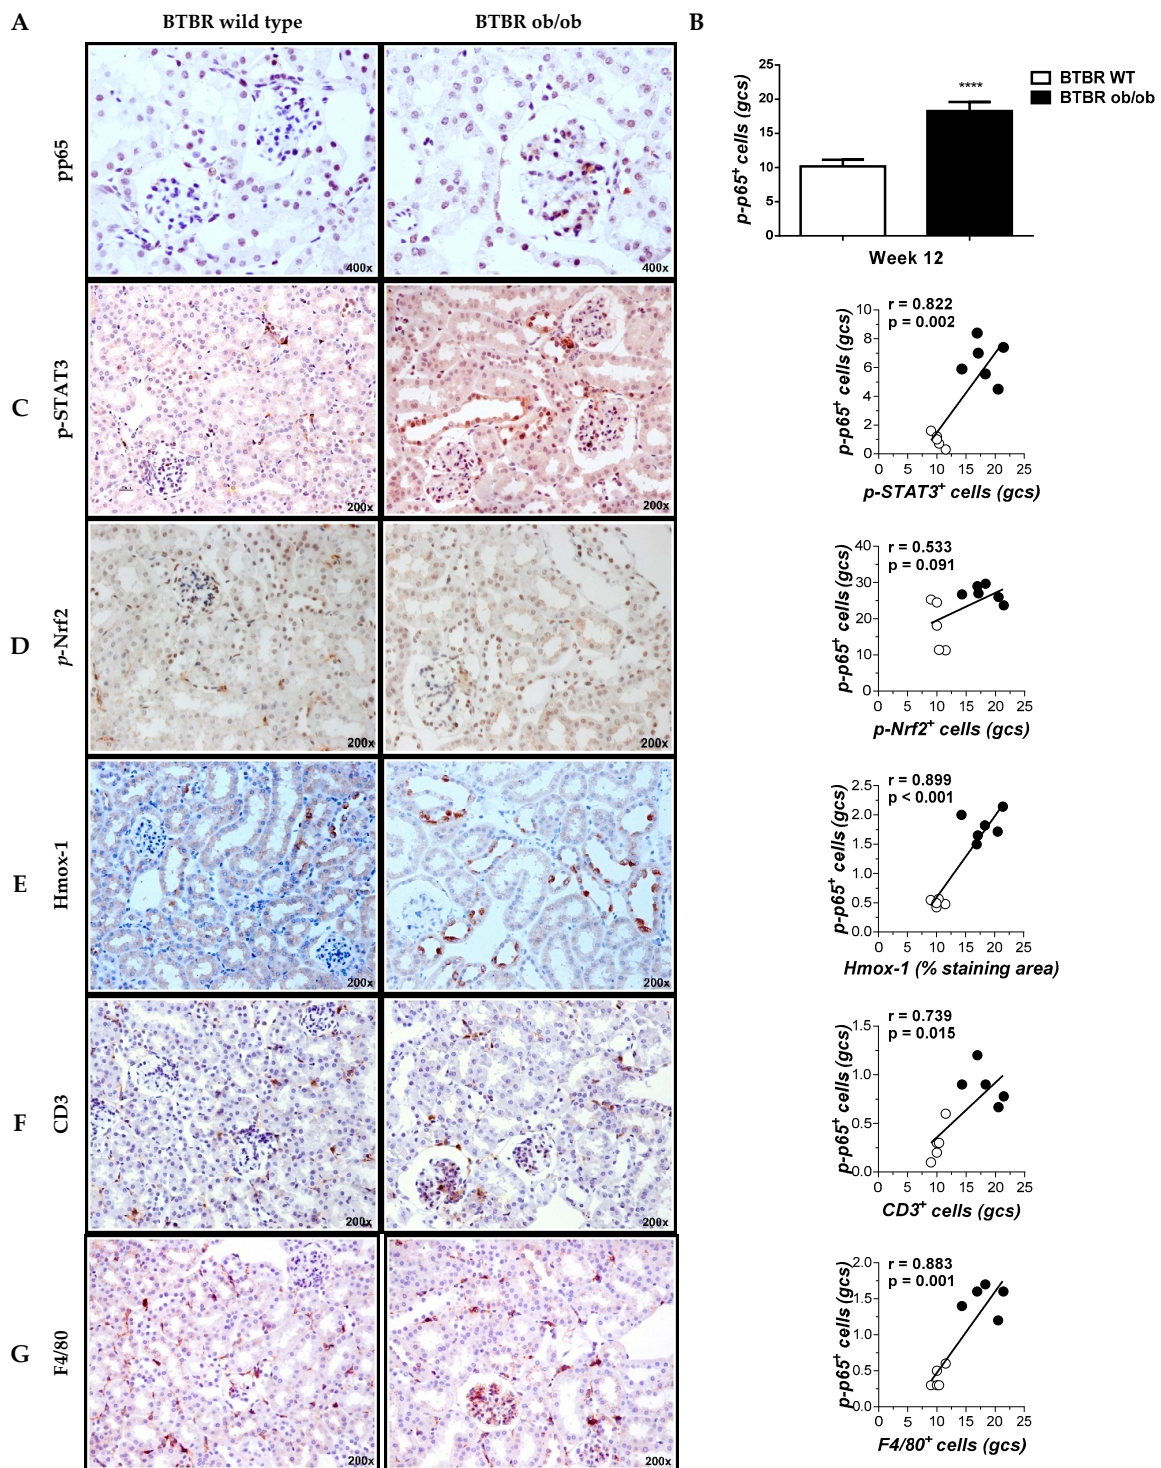 A
BTBR wild type
BTBR ob/ob
B
pp65
400x
400x
25
20
15
10
5
0
p-p65+ cells (gcs)
****
Week 12
BTBR WT
BTBR ob/ob
C
p-STAT3
200x
200x
r = 0.822
p = 0.002
10
8
6
4
2
0
p-p65+ cells (gcs)
0 5 10 15 20 25
p-STAT3+ cells (gcs)
D
p-Nrf2
200x
200x
r = 0.533
p = 0.091
40
30
20
10
0
p-p65+ cells (gcs)
0 5 10 15 20 25
p-Nrf2+ cells (gcs)
E
Hmox-1
200x
200x
r = 0.899
p < 0.001
2.5
2.0
1.5
1.0
0.5
0.0
p-p65+ cells (gcs)
0 5 10 15 20 25
Hmox-1 (% staining area)
F
CD3
200x
200x
r = 0.739
p = 0.015
1.5
1.0
0.5
0.0
p-p65+ cells (gcs)
0 5 10 15 20 25
CD3+ cells (gcs)
G
F4/80
200x
200x
r = 0.883
p = 0.001
2.0
1.5
1.0
0.5
0.0
p-p65+ cells (gcs)
0 5 10 15 20 25
F4/80+ cells (gcs)